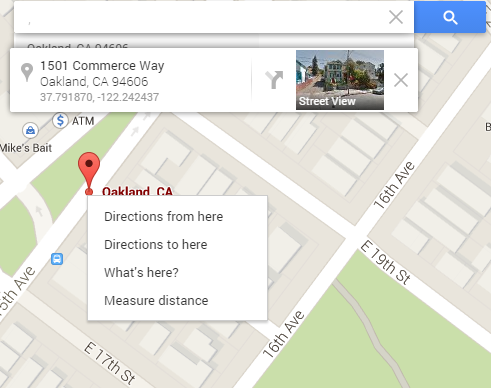 ,
Oakland, CA 94606
1501 Commerce Way
Oakland, CA 94606
37.791870, -122.242437
Street View
ATM
Mike's Bait
Oakland, CA
Directions from here
Directions to here
What's here?
Measure distance
16th Ave
E 19th St
5th Ave
16th Ave
E 17th St